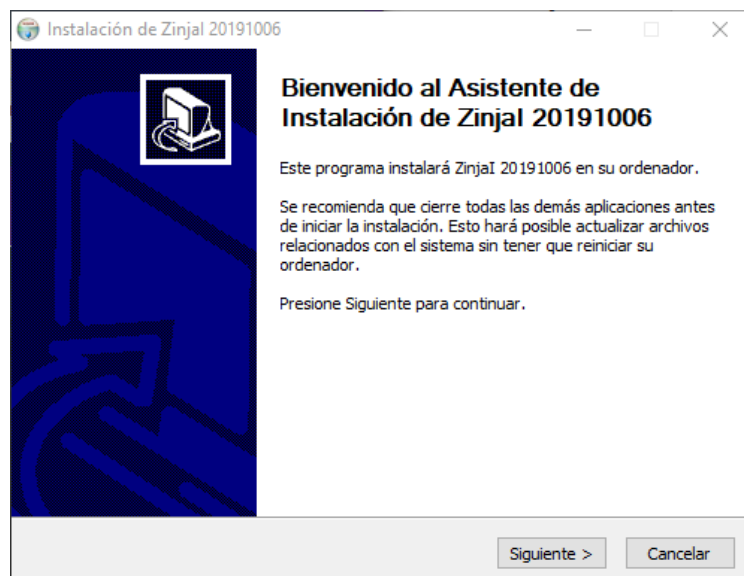 Instalación de ZinjaI 20191006
Bienvenido al Asistente de
Instalación de ZinjaI 20191006
Este programa instalará ZinjaI 20191006 en su ordenador.
Se recomienda que cierre todas las demás aplicaciones antes
de iniciar la instalación. Esto hará posible actualizar archivos
relacionados con el sistema sin tener que reiniciar su
ordenador.
Presione Siguiente para continuar.
Siguiente >
Cancelar